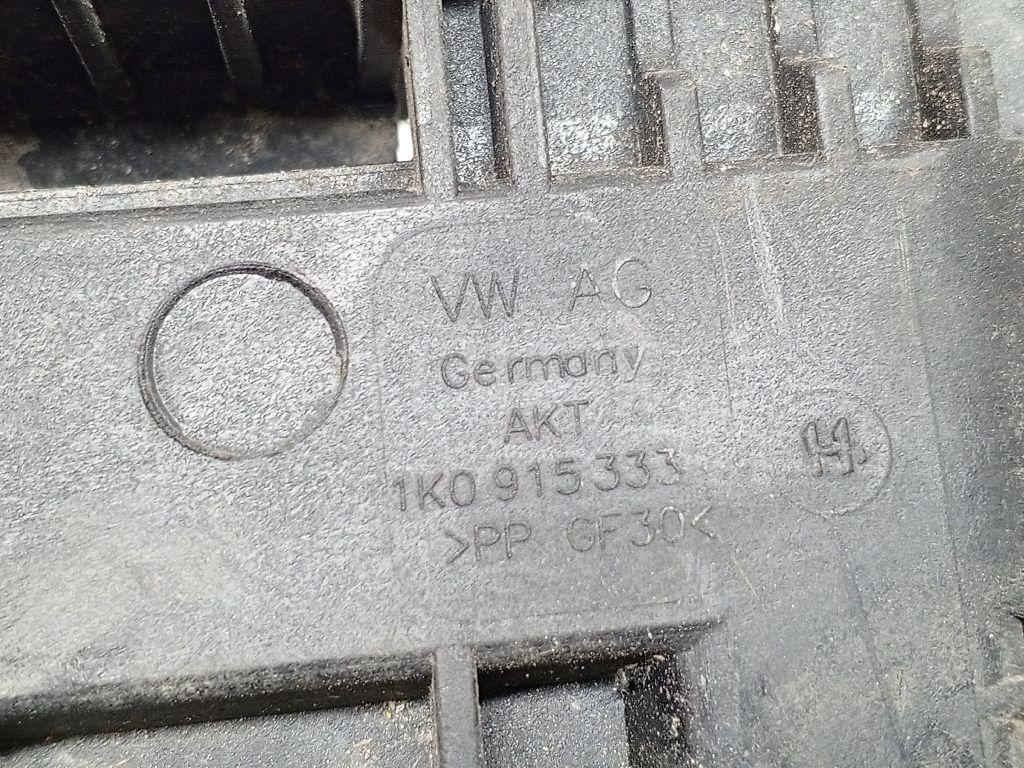 VW AG
Germany
AKT
1K0 915 333
>PP GF30<
H